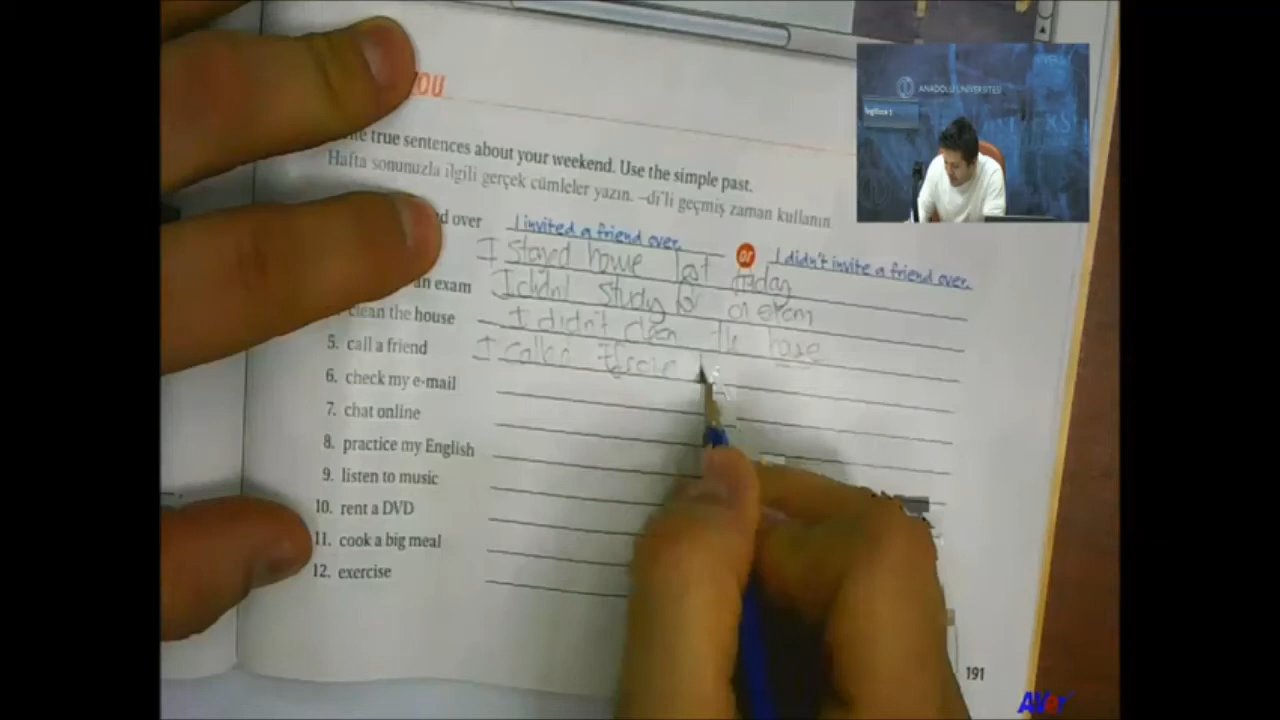 ANADOLU ÜNİVERSİTESİ
İngilizce 1
YOU
true sentences about your weekend. Use the simple past.
Hafta sonunuzla ilgili gerçek cümleler yazın. –di'li geçmiş zaman kullanın
over I invited a friend over. or I didn't invite a friend over.
I stayed home last friday
an exam I didn't study for an exam
clean the house I didn't clean the house
5. call a friend I called
6. check my e-mail
7. chat online
8. practice my English
9. listen to music
10. rent a DVD
11. cook a big meal
12. exercise
191
AVer